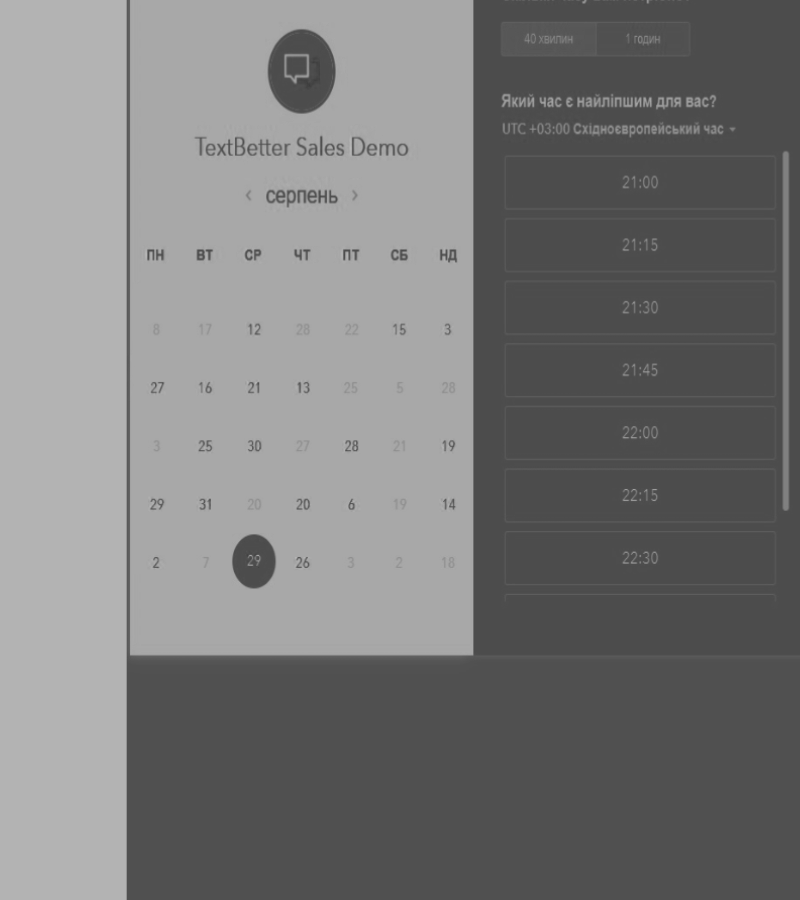 TextBetter Sales Demo
‹ серпень ›
ПН ВТ СР ЧТ ПТ СБ НД
8 17 12 28 22 15 3
27 16 21 13 25 5 28
3 25 30 27 28 21 19
29 31 20 20 6 19 14
2 7 29 26 3 2 18
40 хвилин 1 годин
Який час є найліпшим для вас?
UTC +03:00 Східноєвропейський час
21:00
21:15
21:30
21:45
22:00
22:15
22:30